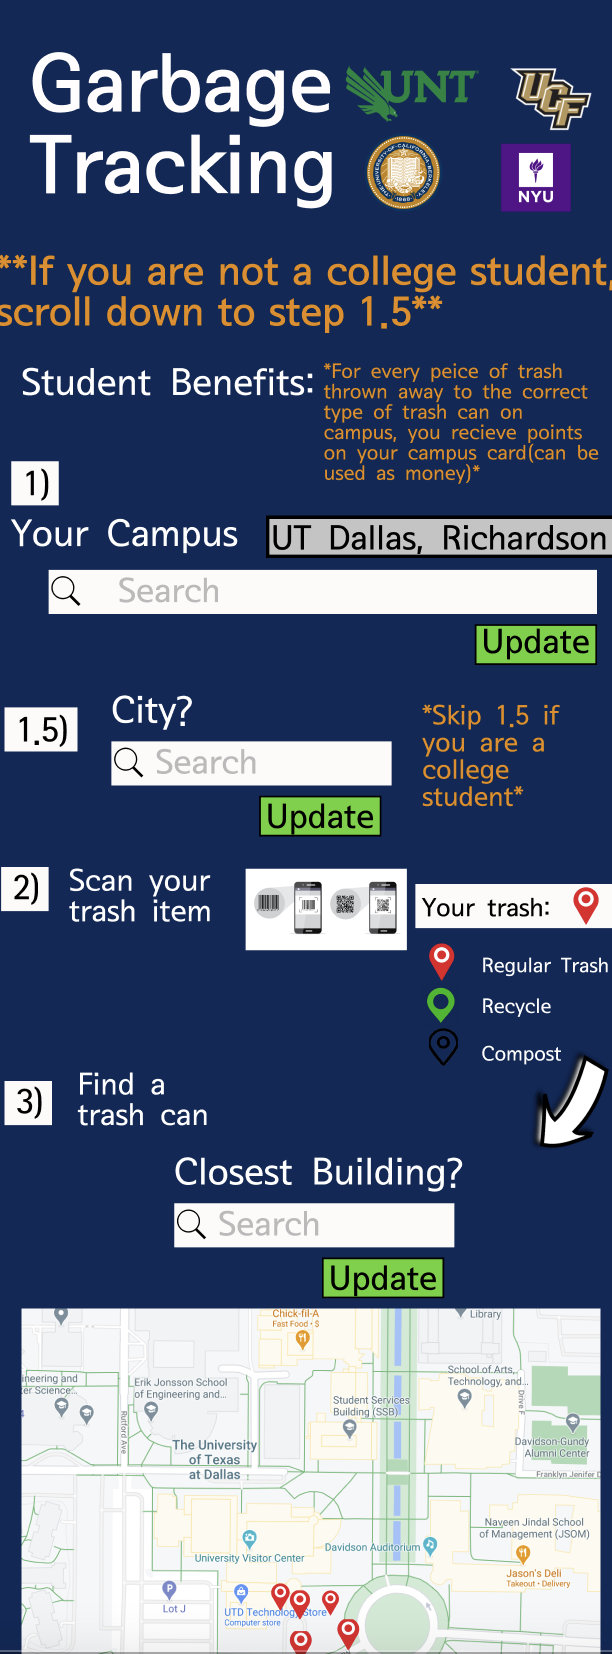 Garbage
Tracking
UNT
UCF
THE UNIVERSITY OF CALIFORNIA BERKELEY
1868
NYU
**If you are not a college student,
scroll down to step 1.5**
Student Benefits:
*For every peice of trash
thrown away to the correct
type of trash can on
campus, you recieve points
on your campus card(can be
used as money)*
1)
Your Campus
UT Dallas, Richardson
Search
Update
1.5)
City?
Search
Update
*Skip 1.5 if
you are a
college
student*
2)
Scan your
trash item
Your trash:
Regular Trash
Recycle
Compost
3)
Find a
trash can
Closest Building?
Search
Update
Chick-fil-A
Fast Food · $
Library
ineering and
er Science...
Erik Jonsson School
of Engineering and...
School of Arts,
Technology, and...
Student Services
Building (SSB)
Rutford Ave
Drive F
The University
of Texas
at Dallas
Davidson-Gundy
Alumni Center
Franklyn Jenifer D
Naveen Jindal School
of Management (JSOM)
University Visitor Center
Davidson Auditorium
Jason's Deli
Takeout · Delivery
P
Lot J
UTD Technology Store
Computer store